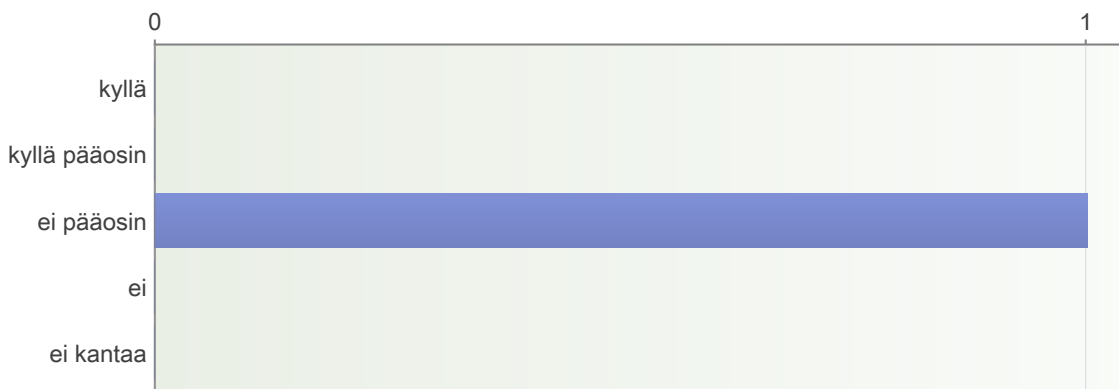 0 1
kyllä
kyllä pääosin
ei pääosin
ei
ei kantaa